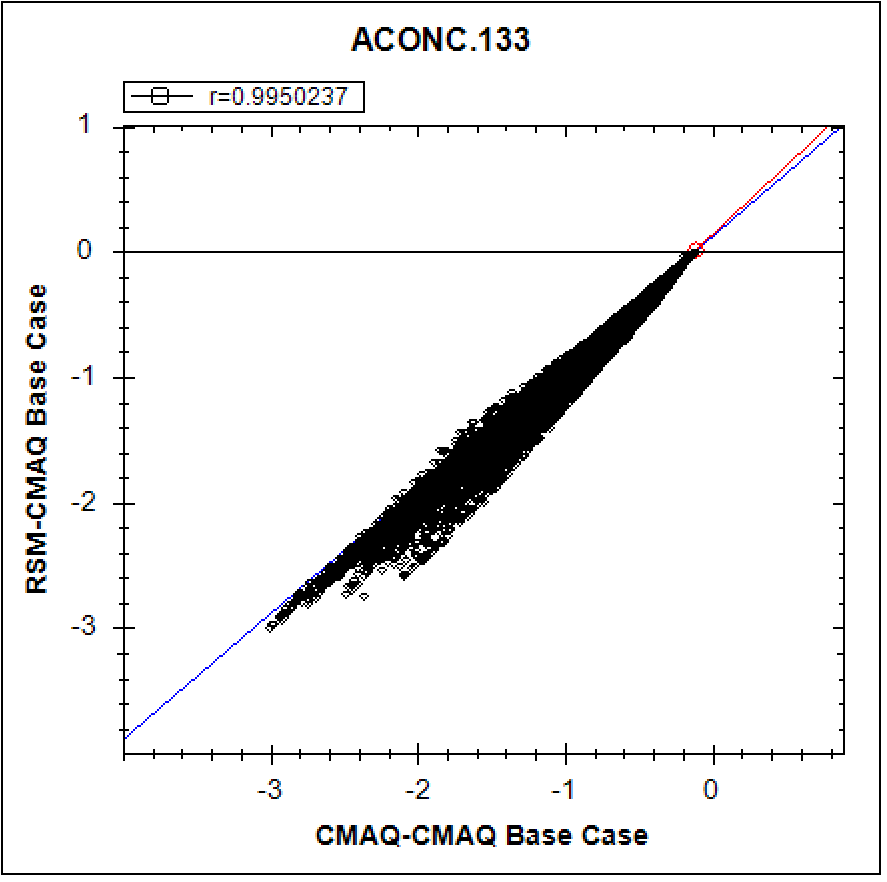 ACONC.133
r=0.9950237
1
0
-1
-2
-3
RSM-CMAQ Base Case
-3 -2 -1 0
CMAQ-CMAQ Base Case